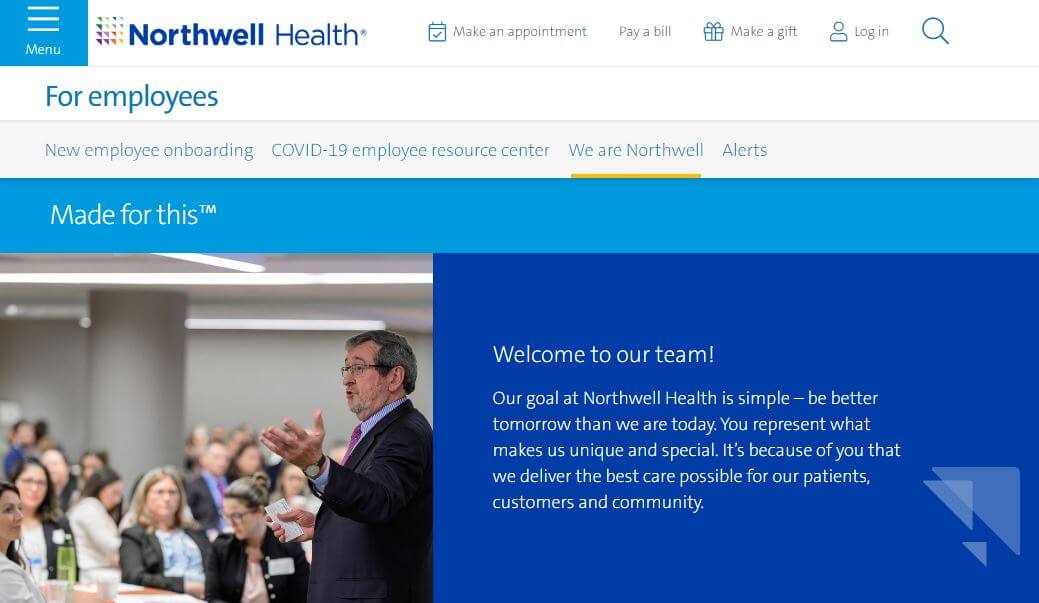 Menu
Northwell Health®
Make an appointment
Pay a bill
Make a gift
Log in
For employees
New employee onboarding
COVID-19 employee resource center
We are Northwell
Alerts
Made for this™
Welcome to our team!
Our goal at Northwell Health is simple – be better
tomorrow than we are today. You represent what
makes us unique and special. It’s because of you that
we deliver the best care possible for our patients,
customers and community.